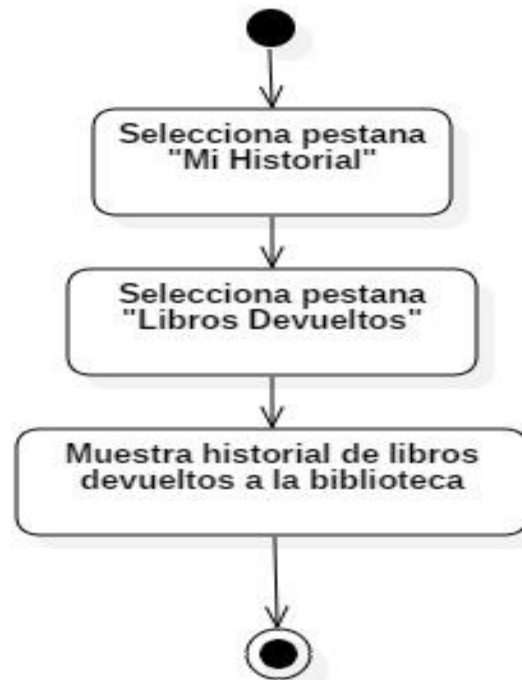 Selecciona pestana
"Mi Historial"
Selecciona pestana
"Libros Devueltos"
Muestra historial de libros
devueltos a la biblioteca